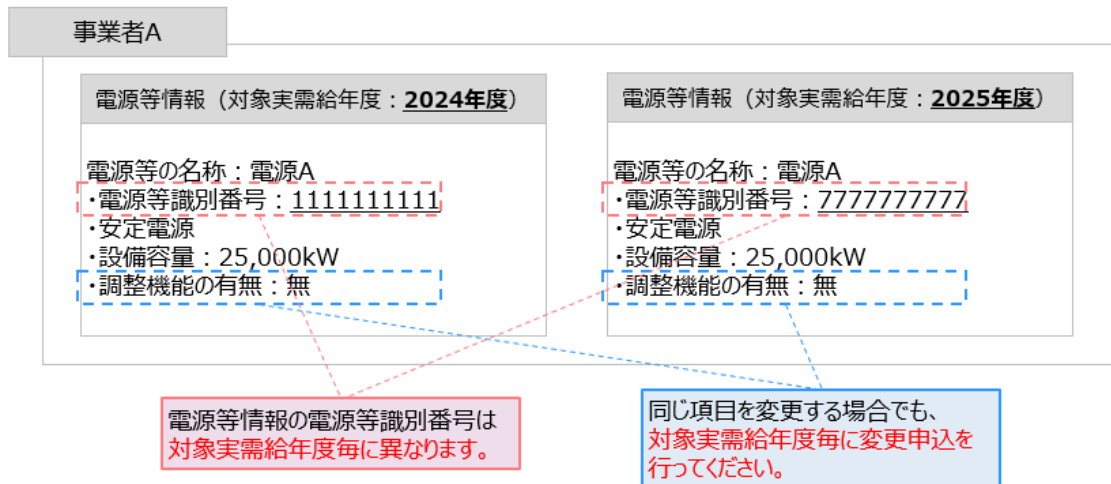 事業者A
電源等情報（対象実需給年度：2024年度）
電源等の名称：電源A
・電源等識別番号：1111111111
・安定電源
・設備容量：25,000kW
・調整機能の有無：無
電源等情報（対象実需給年度：2025年度）
電源等の名称：電源A
・電源等識別番号：7777777777
・安定電源
・設備容量：25,000kW
・調整機能の有無：無
電源等情報の電源等識別番号は
対象実需給年度毎に異なります。
同じ項目を変更する場合でも、
対象実需給年度毎に変更申込を
行ってください。